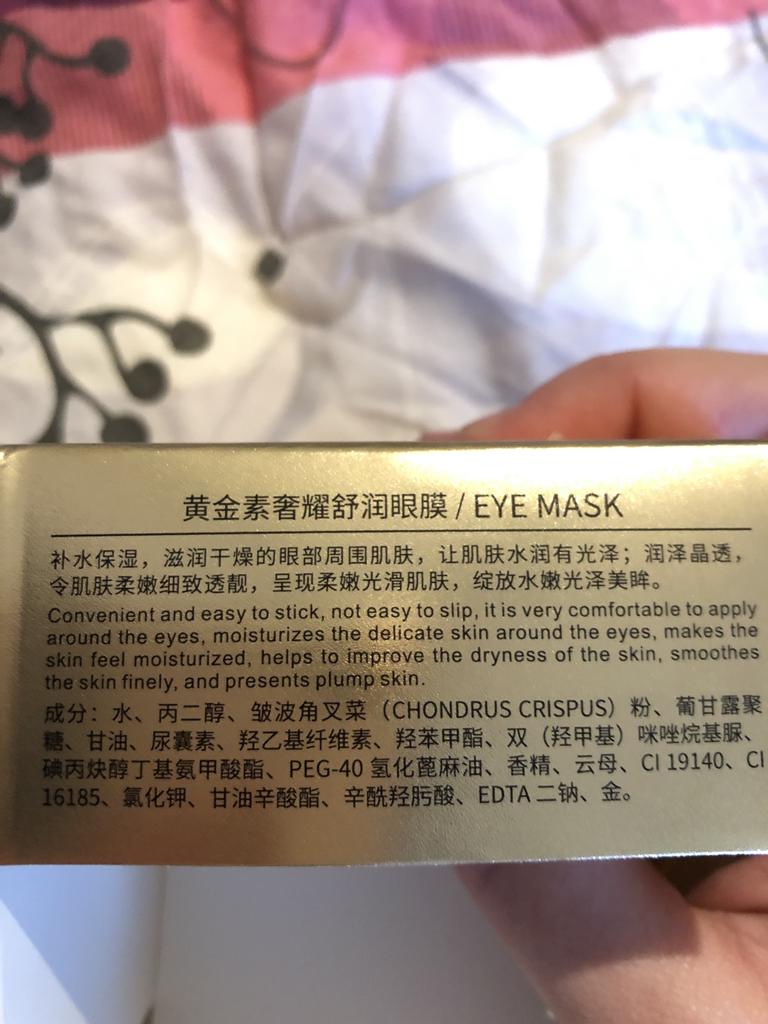 黄金素奢耀舒润眼膜 / EYE MASK
补水保湿，滋润干燥的眼部周围肌肤，让肌肤水润有光泽；润泽晶透，
令肌肤柔嫩细致透靓，呈现柔嫩光滑肌肤，绽放水嫩光泽美眸。
Convenient and easy to stick, not easy to slip, it is very comfortable to apply
around the eyes, moisturizes the delicate skin around the eyes, makes the
skin feel moisturized, helps to improve the dryness of the skin, smoothes
the skin finely, and presents plump skin.
成分：水、丙二醇、皱波角叉菜（CHONDRUS CRISPUS）粉、葡甘露聚
糖、甘油、尿囊素、羟乙基纤维素、羟苯甲酯、双（羟甲基）咪唑烷基脲、
碘丙炔醇丁基氨甲酸酯、PEG-40 氢化蓖麻油、香精、云母、CI 19140、CI
16185、氯化钾、甘油辛酸酯、辛酰羟肟酸、EDTA 二钠、金。